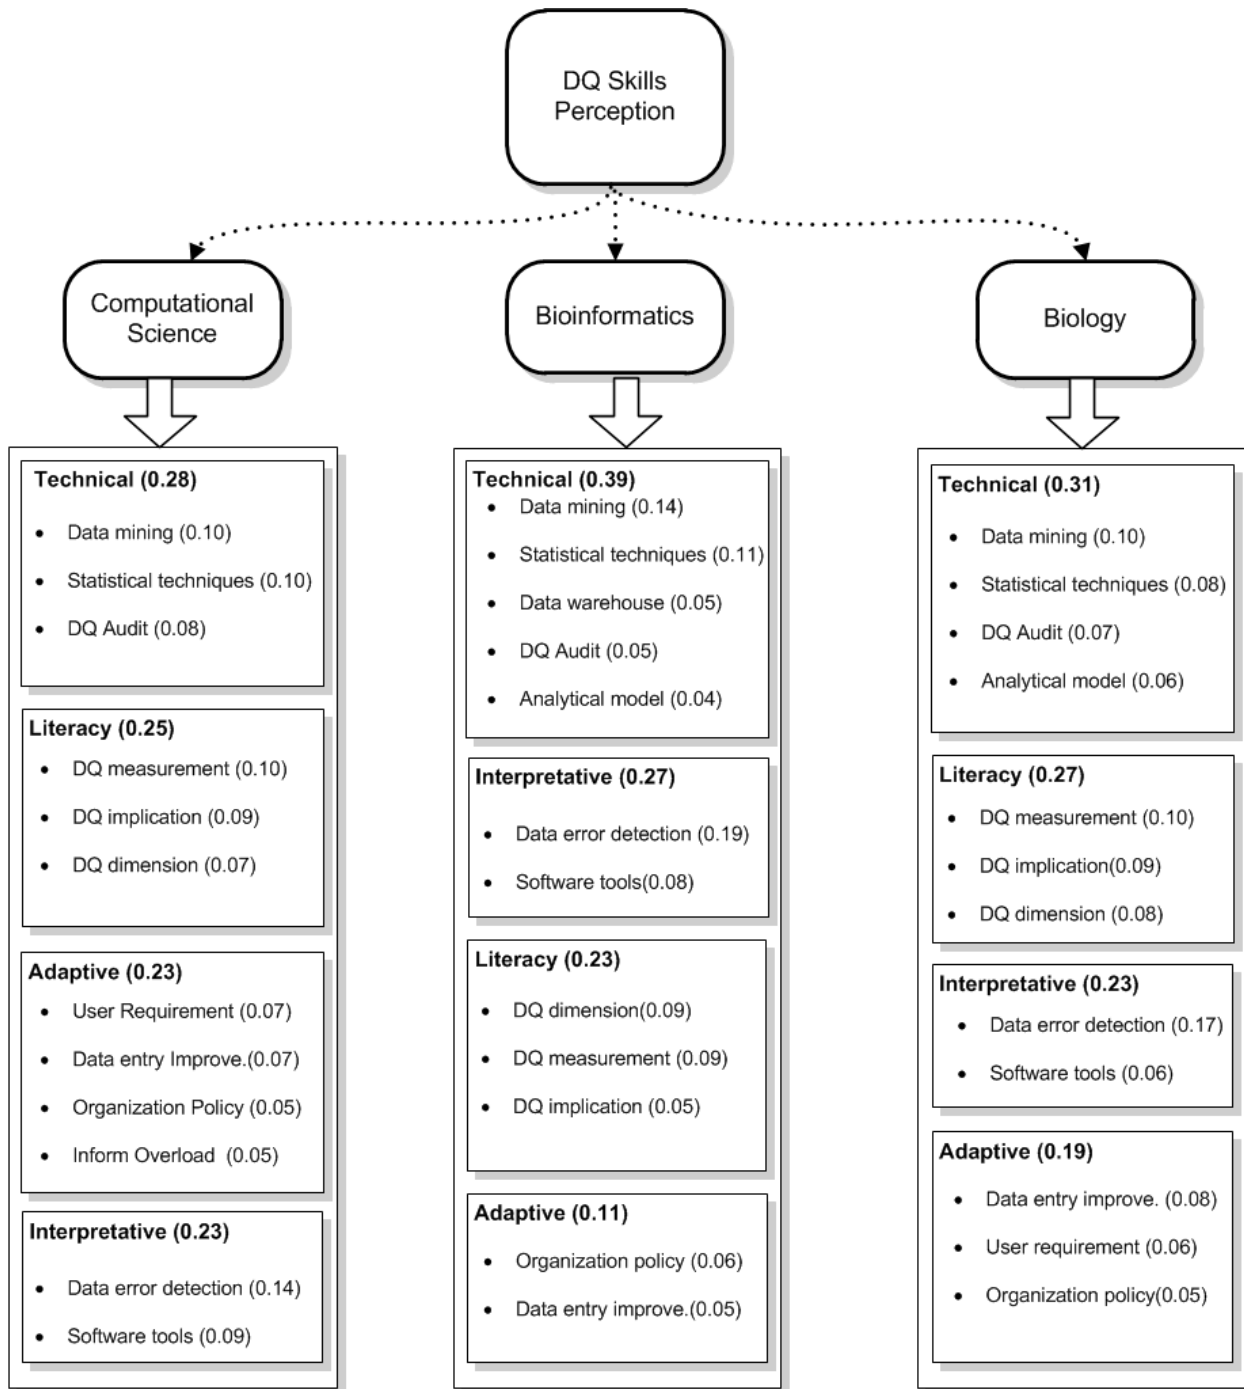 DQ Skills
Perception
Computational
Science
Bioinformatics
Biology
Technical (0.28)
Data mining (0.10)
Statistical techniques (0.10)
DQ Audit (0.08)
Literacy (0.25)
DQ measurement (0.10)
DQ implication (0.09)
DQ dimension (0.07)
Adaptive (0.23)
User Requirement (0.07)
Data entry Improve.(0.07)
Organization Policy (0.05)
Inform Overload (0.05)
Interpretative (0.23)
Data error detection (0.14)
Software tools (0.09)
Technical (0.39)
Data mining (0.14)
Statistical techniques (0.11)
Data warehouse (0.05)
DQ Audit (0.05)
Analytical model (0.04)
Interpretative (0.27)
Data error detection (0.19)
Software tools(0.08)
Literacy (0.23)
DQ dimension(0.09)
DQ measurement (0.09)
DQ implication (0.05)
Adaptive (0.11)
Organization policy (0.06)
Data entry improve.(0.05)
Technical (0.31)
Data mining (0.10)
Statistical techniques (0.08)
DQ Audit (0.07)
Analytical model (0.06)
Literacy (0.27)
DQ measurement (0.10)
DQ implication(0.09)
DQ dimension (0.08)
Interpretative (0.23)
Data error detection (0.17)
Software tools (0.06)
Adaptive (0.19)
Data entry improve. (0.08)
User requirement (0.06)
Organization policy(0.05)